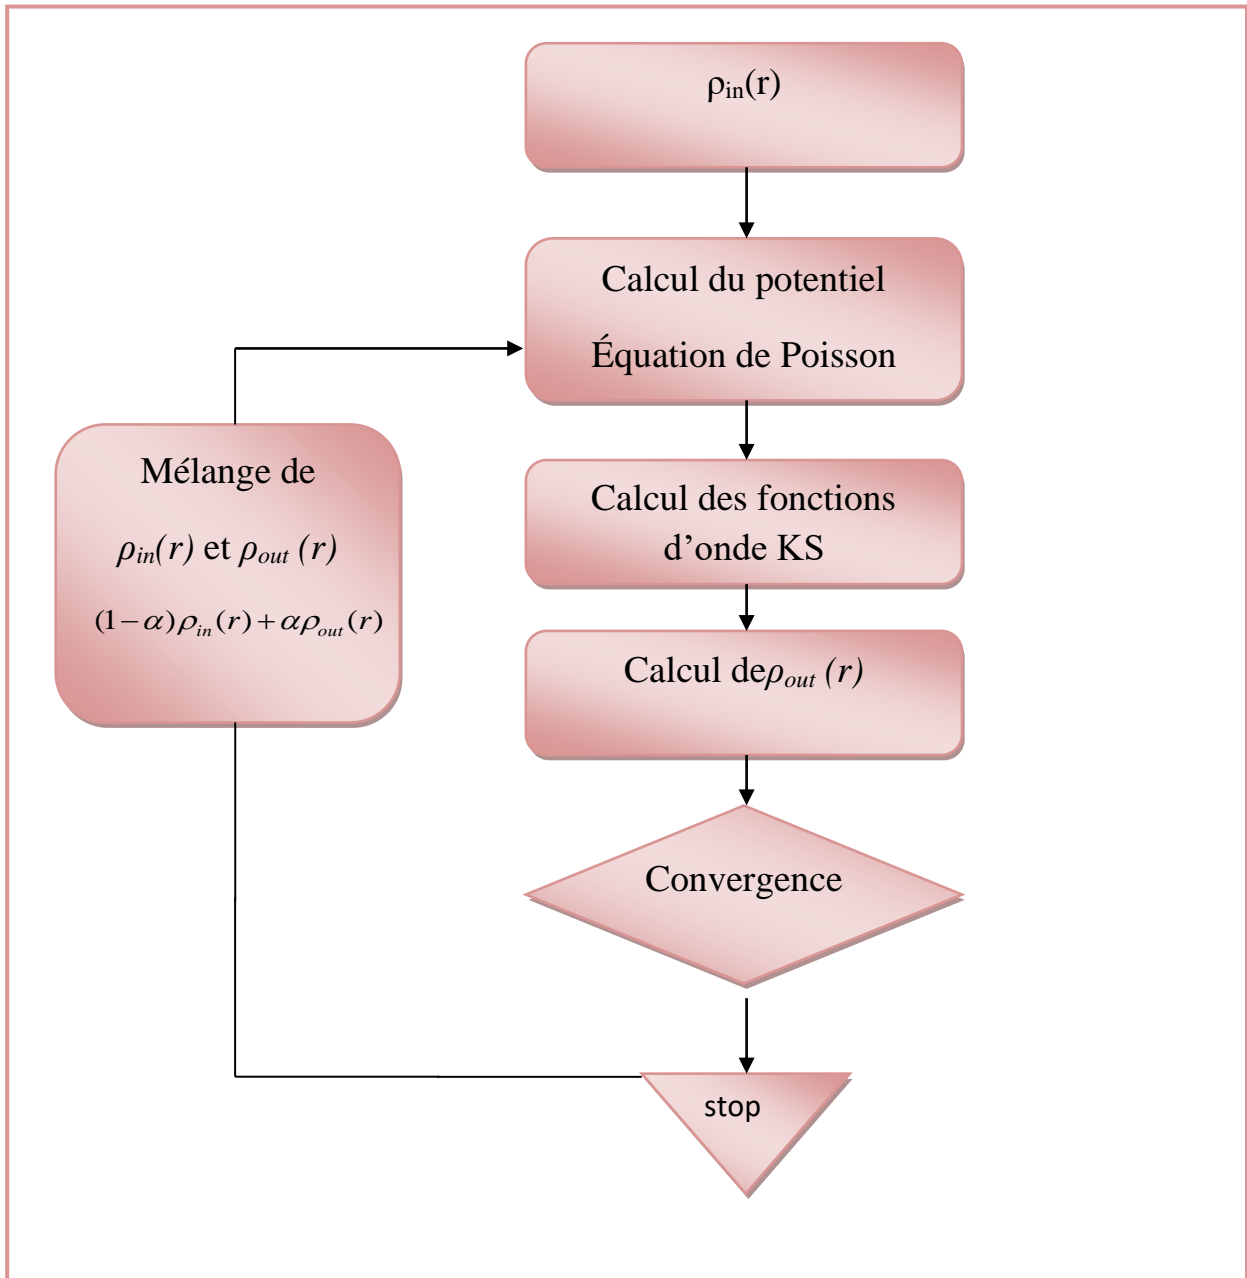 ρin(r)
Calcul du potentiel
Équation de Poisson
Calcul des fonctions
d’onde KS
Calcul deρout (r)
Convergence
stop
Mélange de
ρin(r) et ρout (r)
(1−α)ρin(r)+αρout(r)